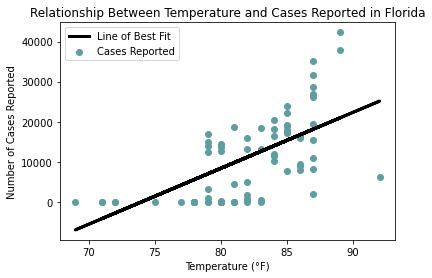 Relationship Between Temperature and Cases Reported in Florida
Line of Best Fit
Cases Reported
Number of Cases Reported
40000
30000
20000
10000
0
70
75
80
85
90
Temperature (°F)